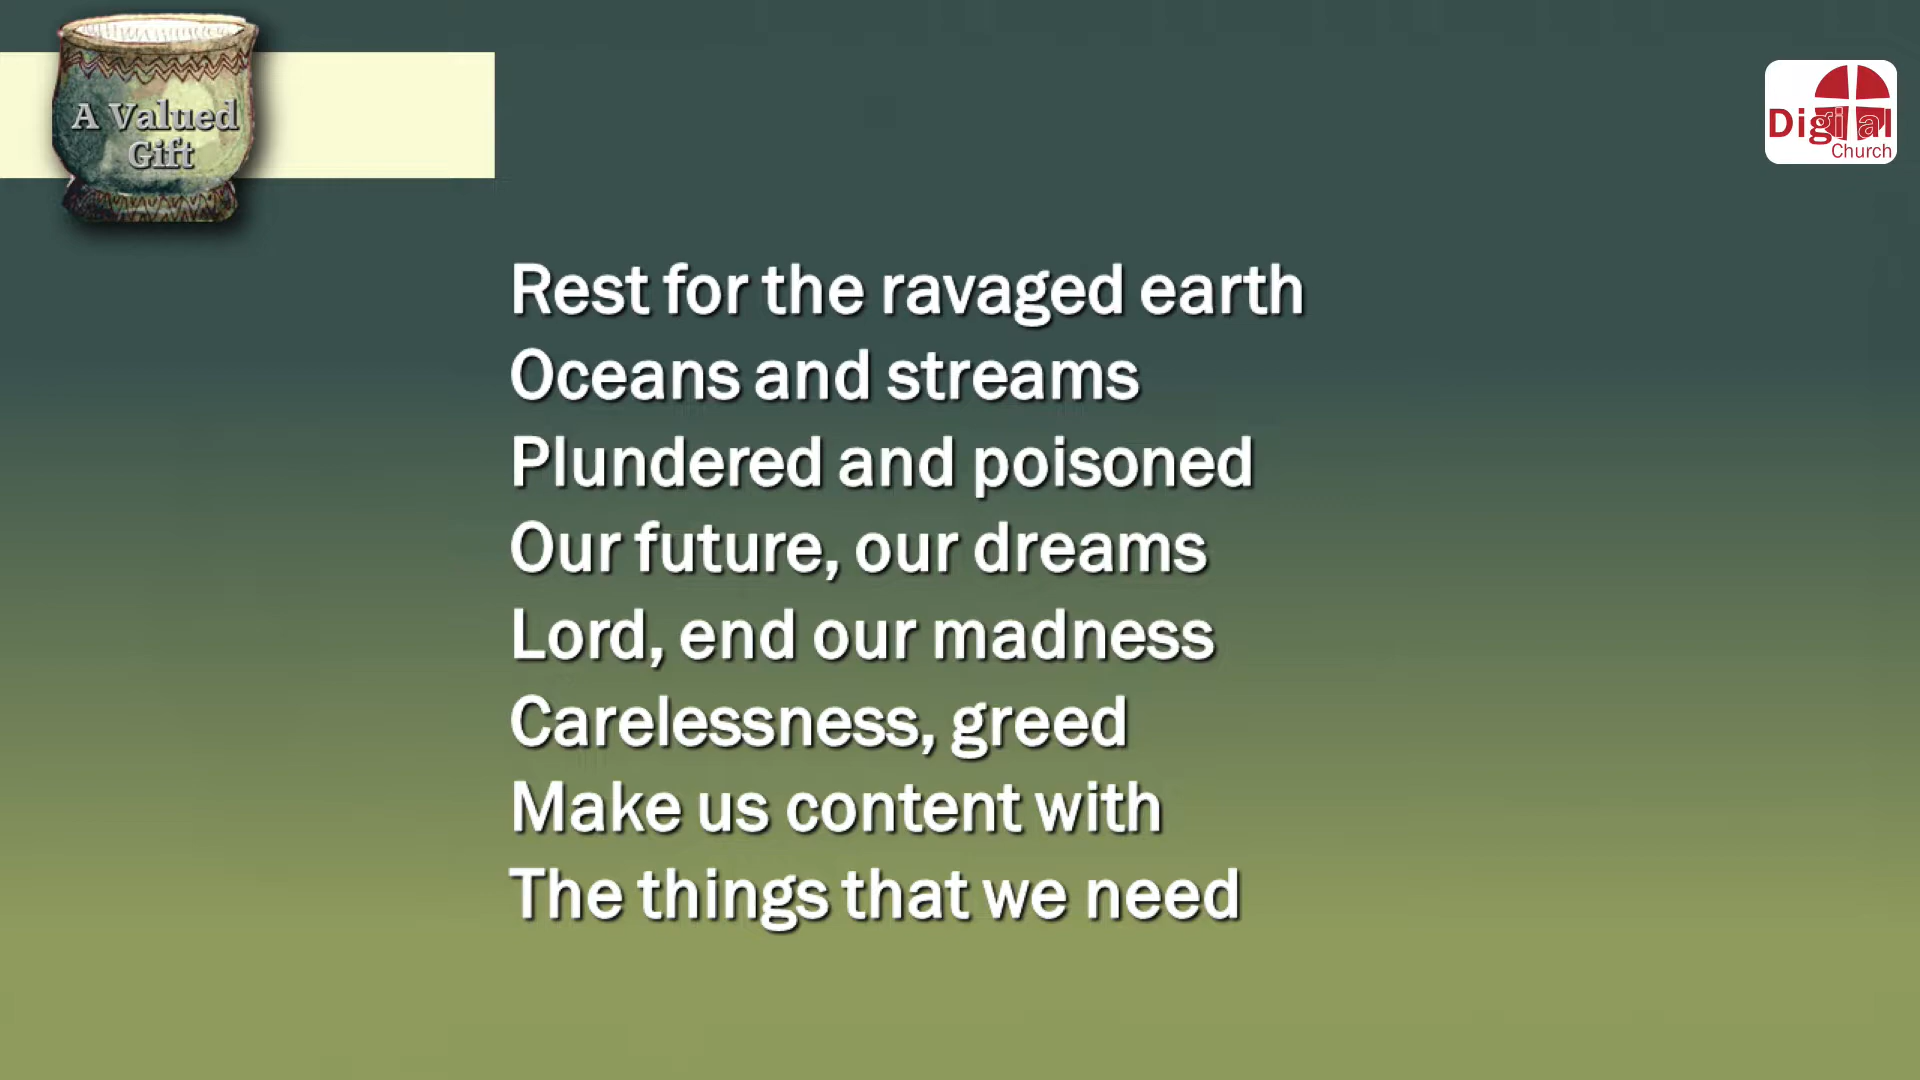 A Valued
Gift
Digital
Church
Rest for the ravaged earth
Oceans and streams
Plundered and poisoned
Our future, our dreams
Lord, end our madness
Carelessness, greed
Make us content with
The things that we need